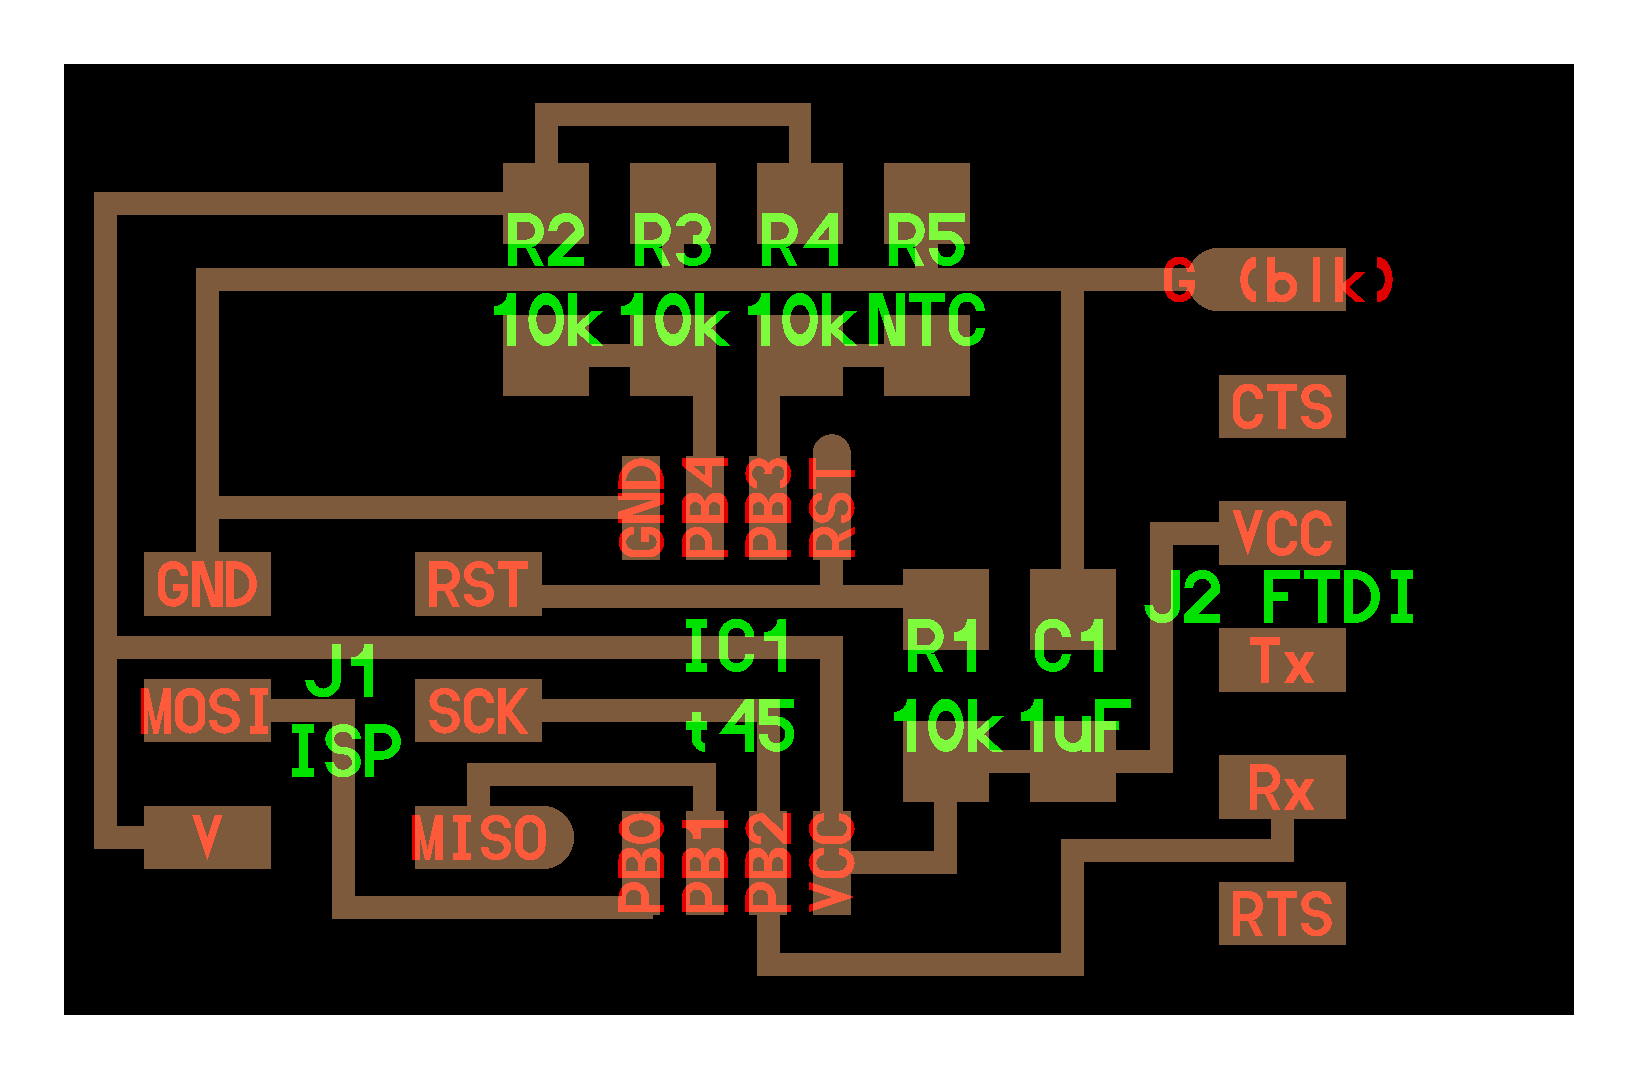 R2 R3 R4 R5
10k 10k 10k NTC
G (blk)
CTS
VCC
J2 FTDI
Tx
Rx
RTS
GND PB4 PB3 RST
GND RST
MOSI SCK
V MISO
J1
ISP
IC1
t45
R1 C1
10k 1uF
PB0 PB1 PB2 VCC